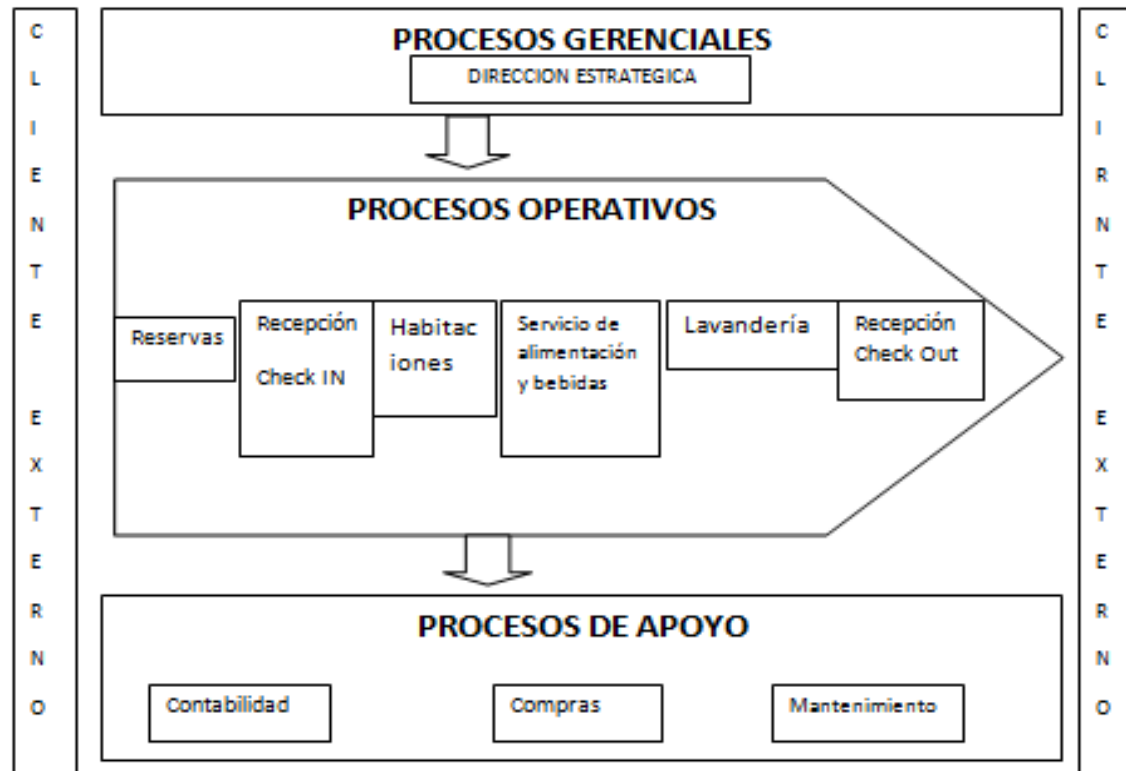 CLIENTE EXTERNO
PROCESOS GERENCIALES
DIRECCION ESTRATEGICA
PROCESOS OPERATIVOS
Reservas
Recepción
Check IN
Habitac
iones
Servicio de
alimentación
y bebidas
Lavandería
Recepción
Check Out
PROCESOS DE APOYO
Contabilidad
Compras
Mantenimiento
CLIRNTE EXTERNO